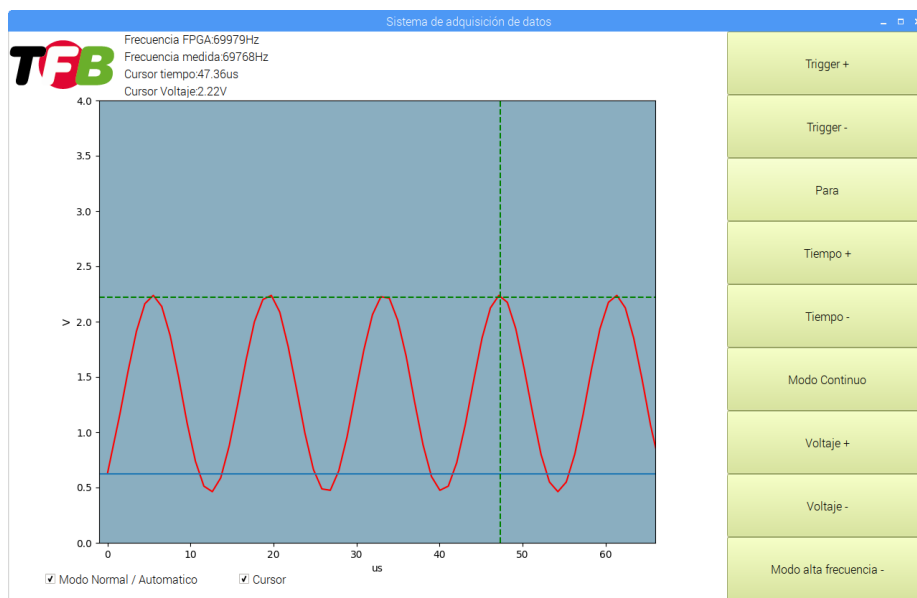 Sistema de adquisición de datos
TFB
Frecuencia FPGA:69979Hz
Frecuencia medida:69768Hz
Cursor tiempo:47.36us
Cursor Voltaje:2.22V
4.0
3.5
3.0
2.5
2.0
1.5
1.0
0.5
0.0
V
0 10 20 30 40 50 60
us
Modo Normal / Automatico
Cursor
Trigger +
Trigger -
Para
Tiempo +
Tiempo -
Modo Continuo
Voltaje +
Voltaje -
Modo alta frecuencia -